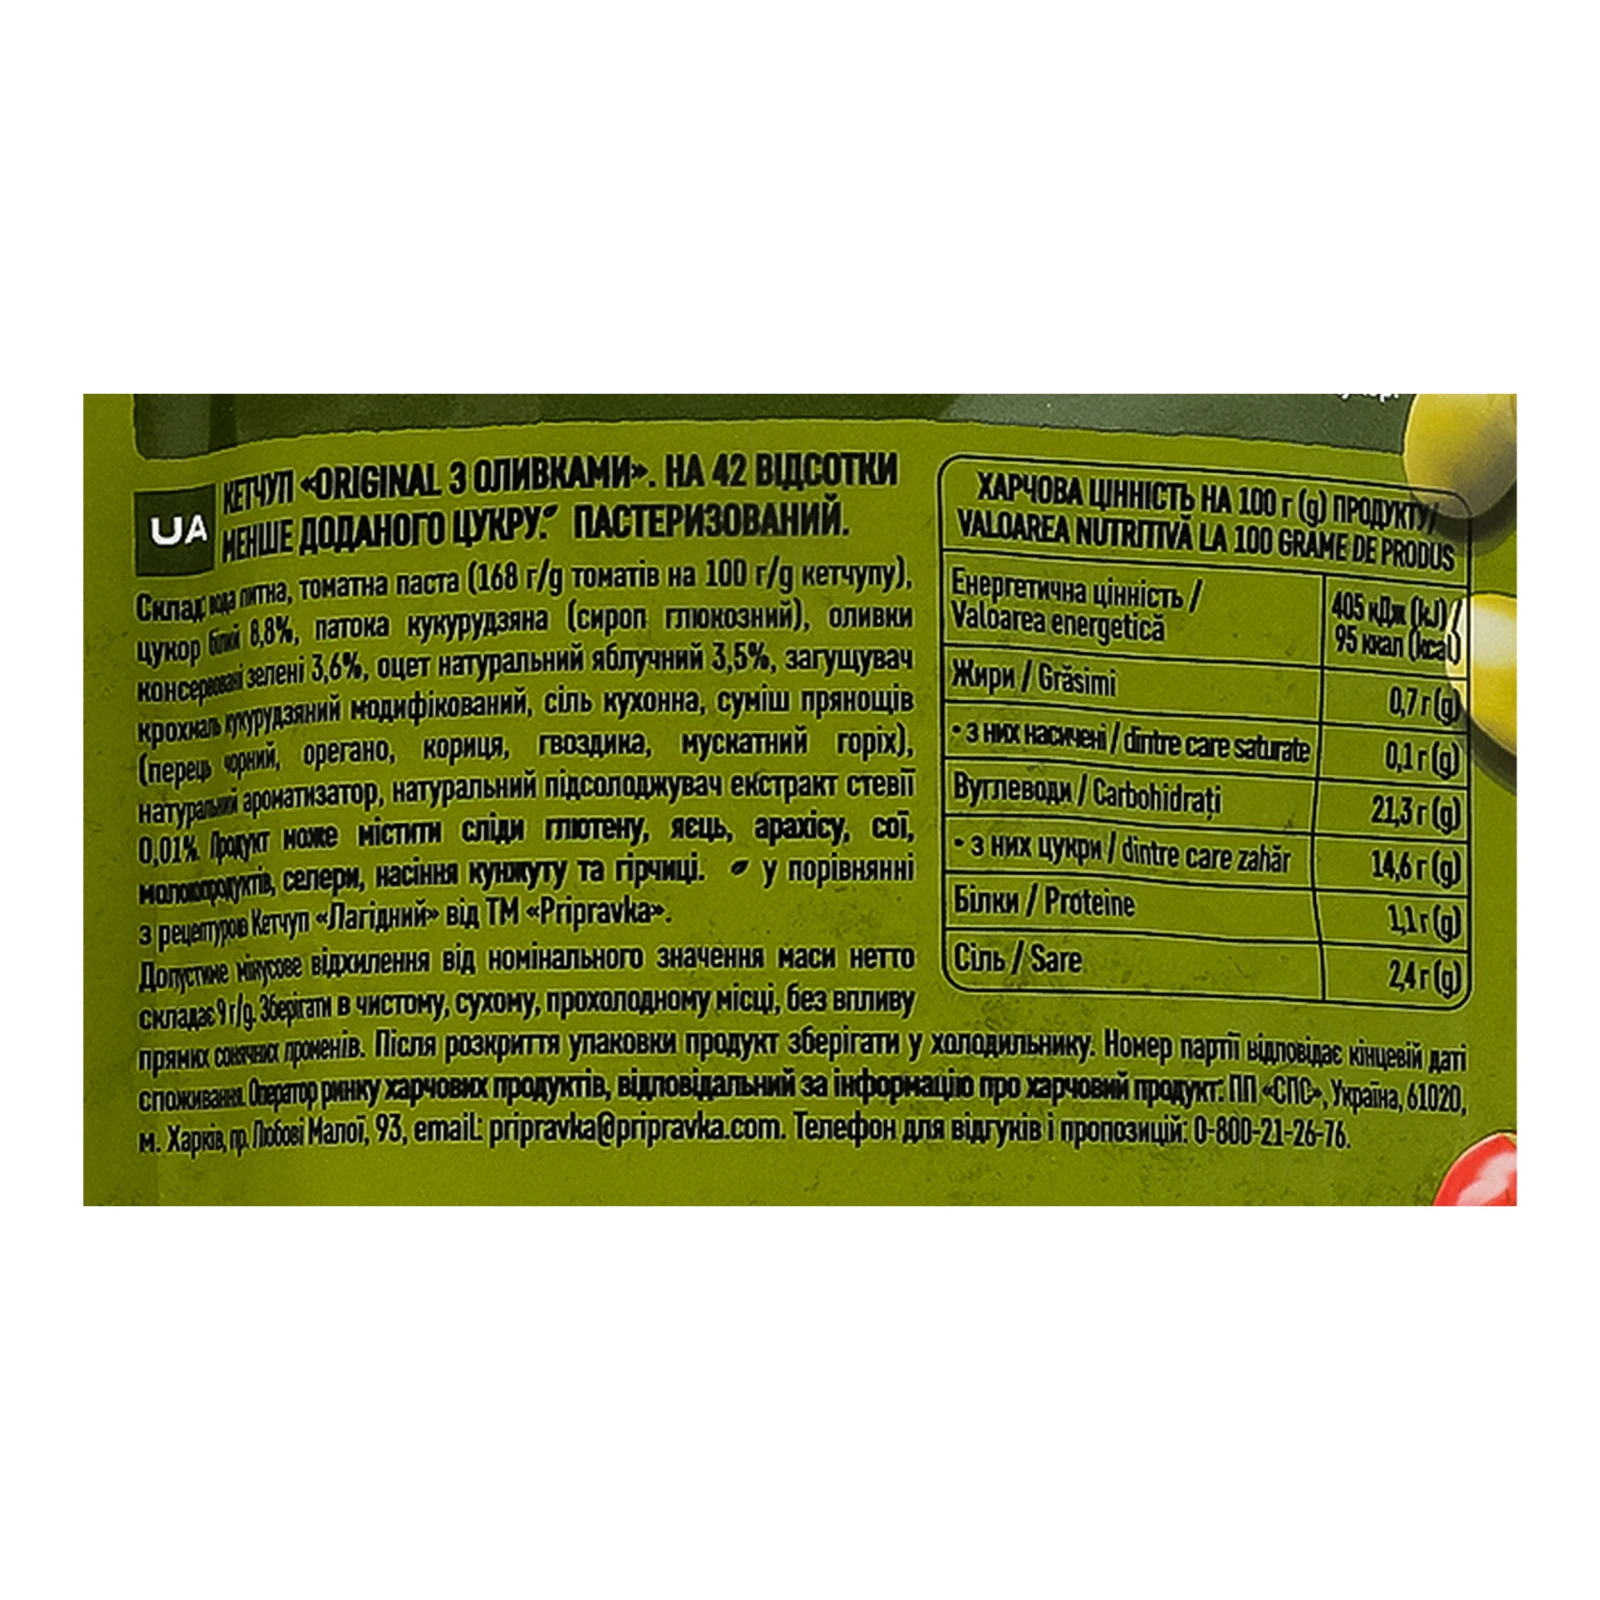 UA
КЕТЧУП «ORIGINAL З ОЛИВКАМИ». НА 42 ВІДСОТКИ
МЕНШЕ ДОДАНОГО ЦУКРУ. ПАСТЕРИЗОВАНИЙ.
Склад: вода питна, томатна паста (168 г/g томатів на 100 г/g кетчупу),
цукор білий 8,8%, патока кукурудзяна (сироп глюкозний), оливки
консервовані зелені 3,6%, оцет натуральний яблучний 3,5%, загущувач
крохмаль кукурудзяний модифікований, сіль кухонна, суміш прянощів
(перець чорний, орегано, кориця, гвоздика, мускатний горіх),
натуральний ароматизатор, натуральний підсолоджувач екстракт стевії
0,01%. Продукт може містити сліди глютену, яєць, арахісу, сої,
молокопродуктів, селери, насіння кунжуту та гірчиці. у порівнянні
з рецептурою Кетчуп «Лагідний» від ТМ «Pripravka».
Допустиме мінусове відхилення від номінального значення маси нетто
складає 9 г/g. Зберігати в чистому, сухому, прохолодному місці, без впливу
прямих сонячних променів. Після розкриття упаковки продукт зберігати у холодильнику. Номер партії відповідає кінцевій даті
споживання. Оператор ринку харчових продуктів, відповідальний за інформацію про харчовий продукт: ПП «СПС», Україна, 61020,
м. Харків, пр. Любові Малої, 93, email: pripravka@pripravka.com. Телефон для відгуків і пропозицій: 0-800-21-26-76.
ХАРЧОВА ЦІННІСТЬ НА 100 г (g) ПРОДУКТУ/
VALOAREA NUTRITIVĂ LA 100 GRAME DE PRODUS
Енергетична цінність / 405 кДж (kJ)/
Valoarea energetică 95 ккал (kcal)
Жири / Grăsimi 0,7 г (g)
• з них насичені / dintre care saturate 0,1 г (g)
Вуглеводи / Carbohidrați 21,3 г (g)
• з них цукри / dintre care zahăr 14,6 г (g)
Білки / Proteine 1,1 г (g)
Сіль / Sare 2,4 г (g)